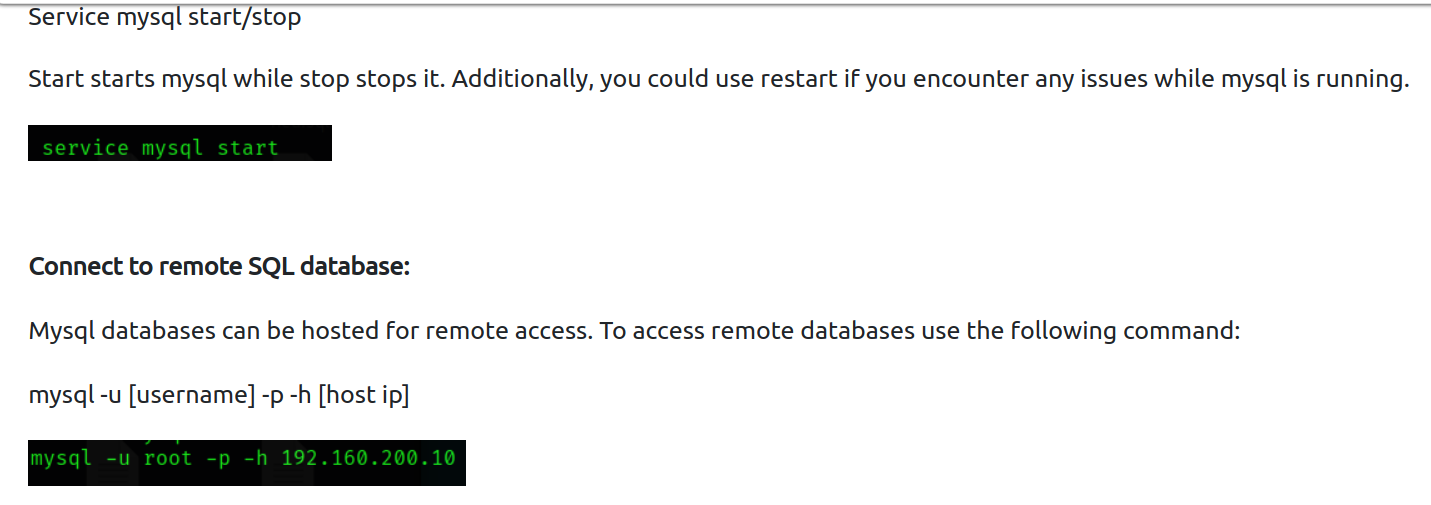 Service mysql start/stop
Start starts mysql while stop stops it. Additionally, you could use restart if you encounter any issues while mysql is running.
service mysql start
Connect to remote SQL database:
Mysql databases can be hosted for remote access. To access remote databases use the following command:
mysql -u [username] -p -h [host ip]
mysql -u root -p -h 192.160.200.10